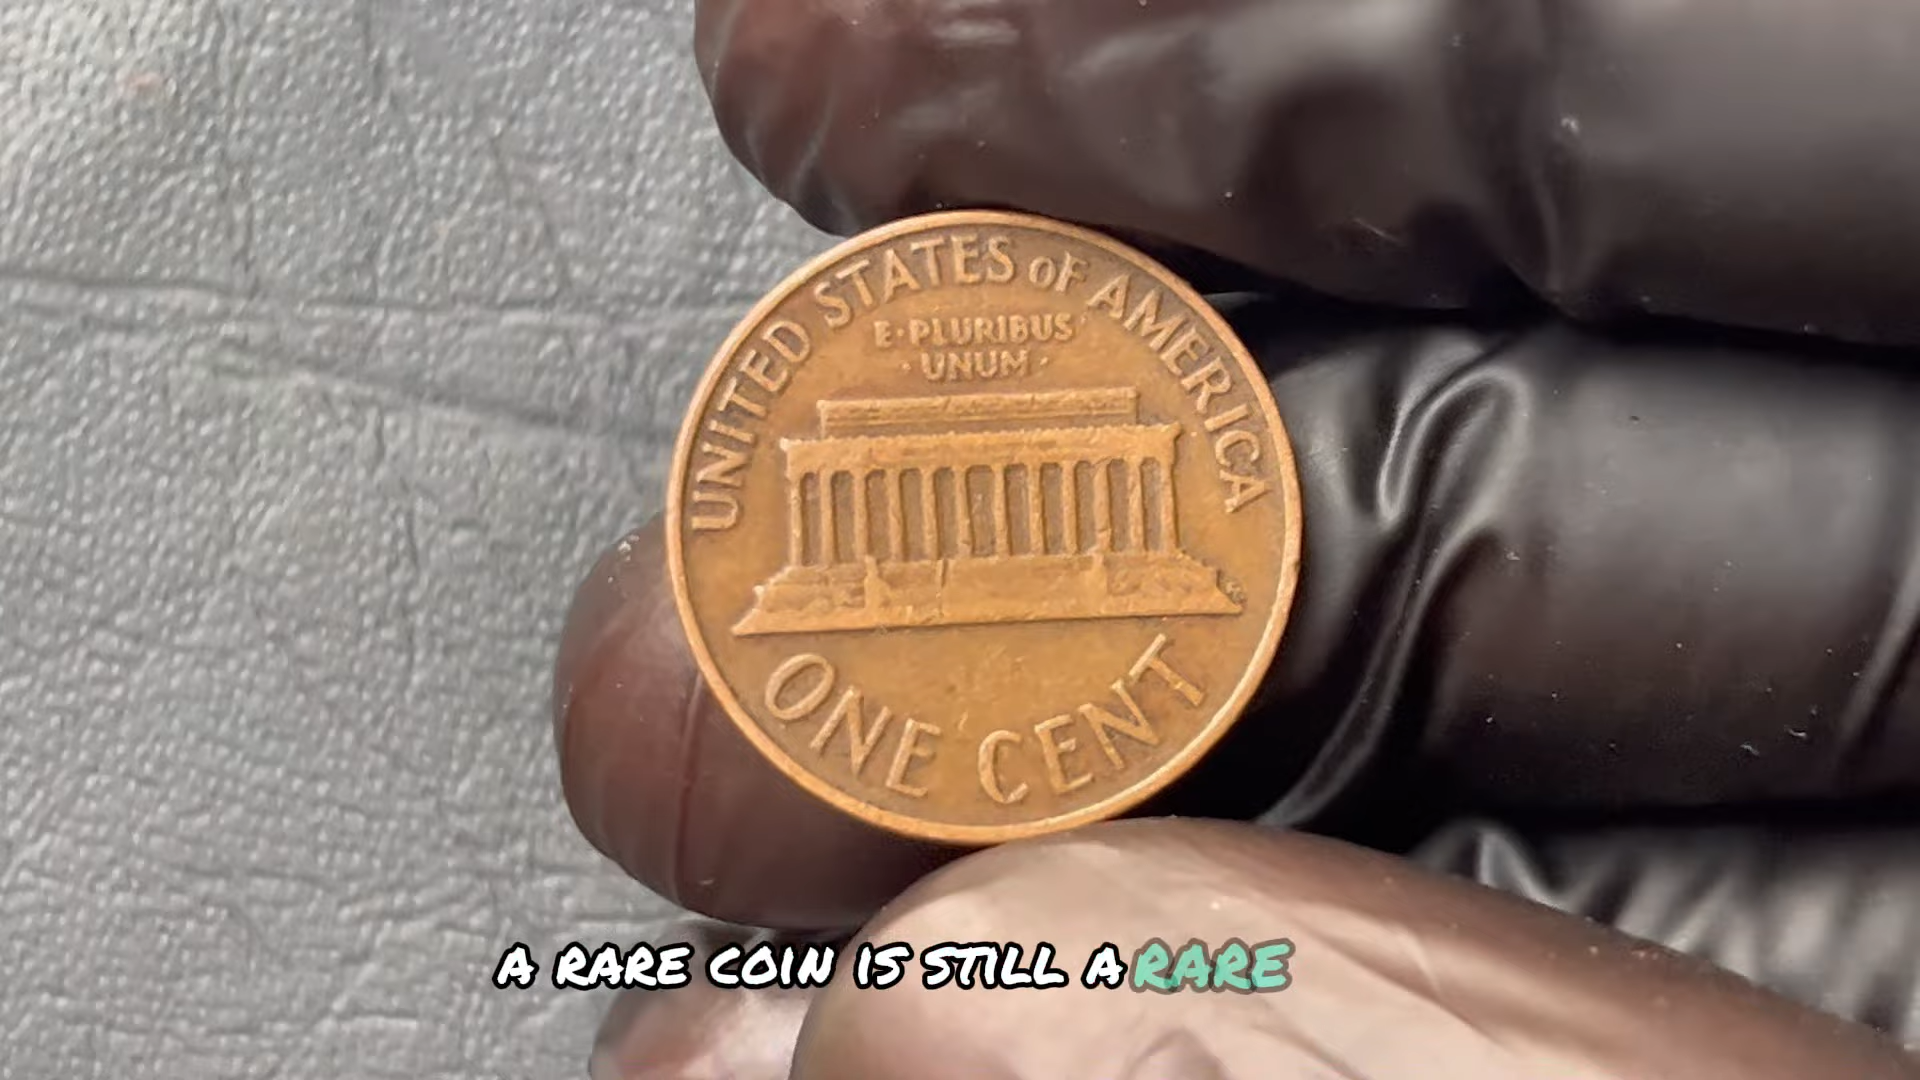 UNITED STATES OF AMERICA
E·PLURIBUS
·UNUM·
ONE CENT
A RARE COIN IS STILL A RARE